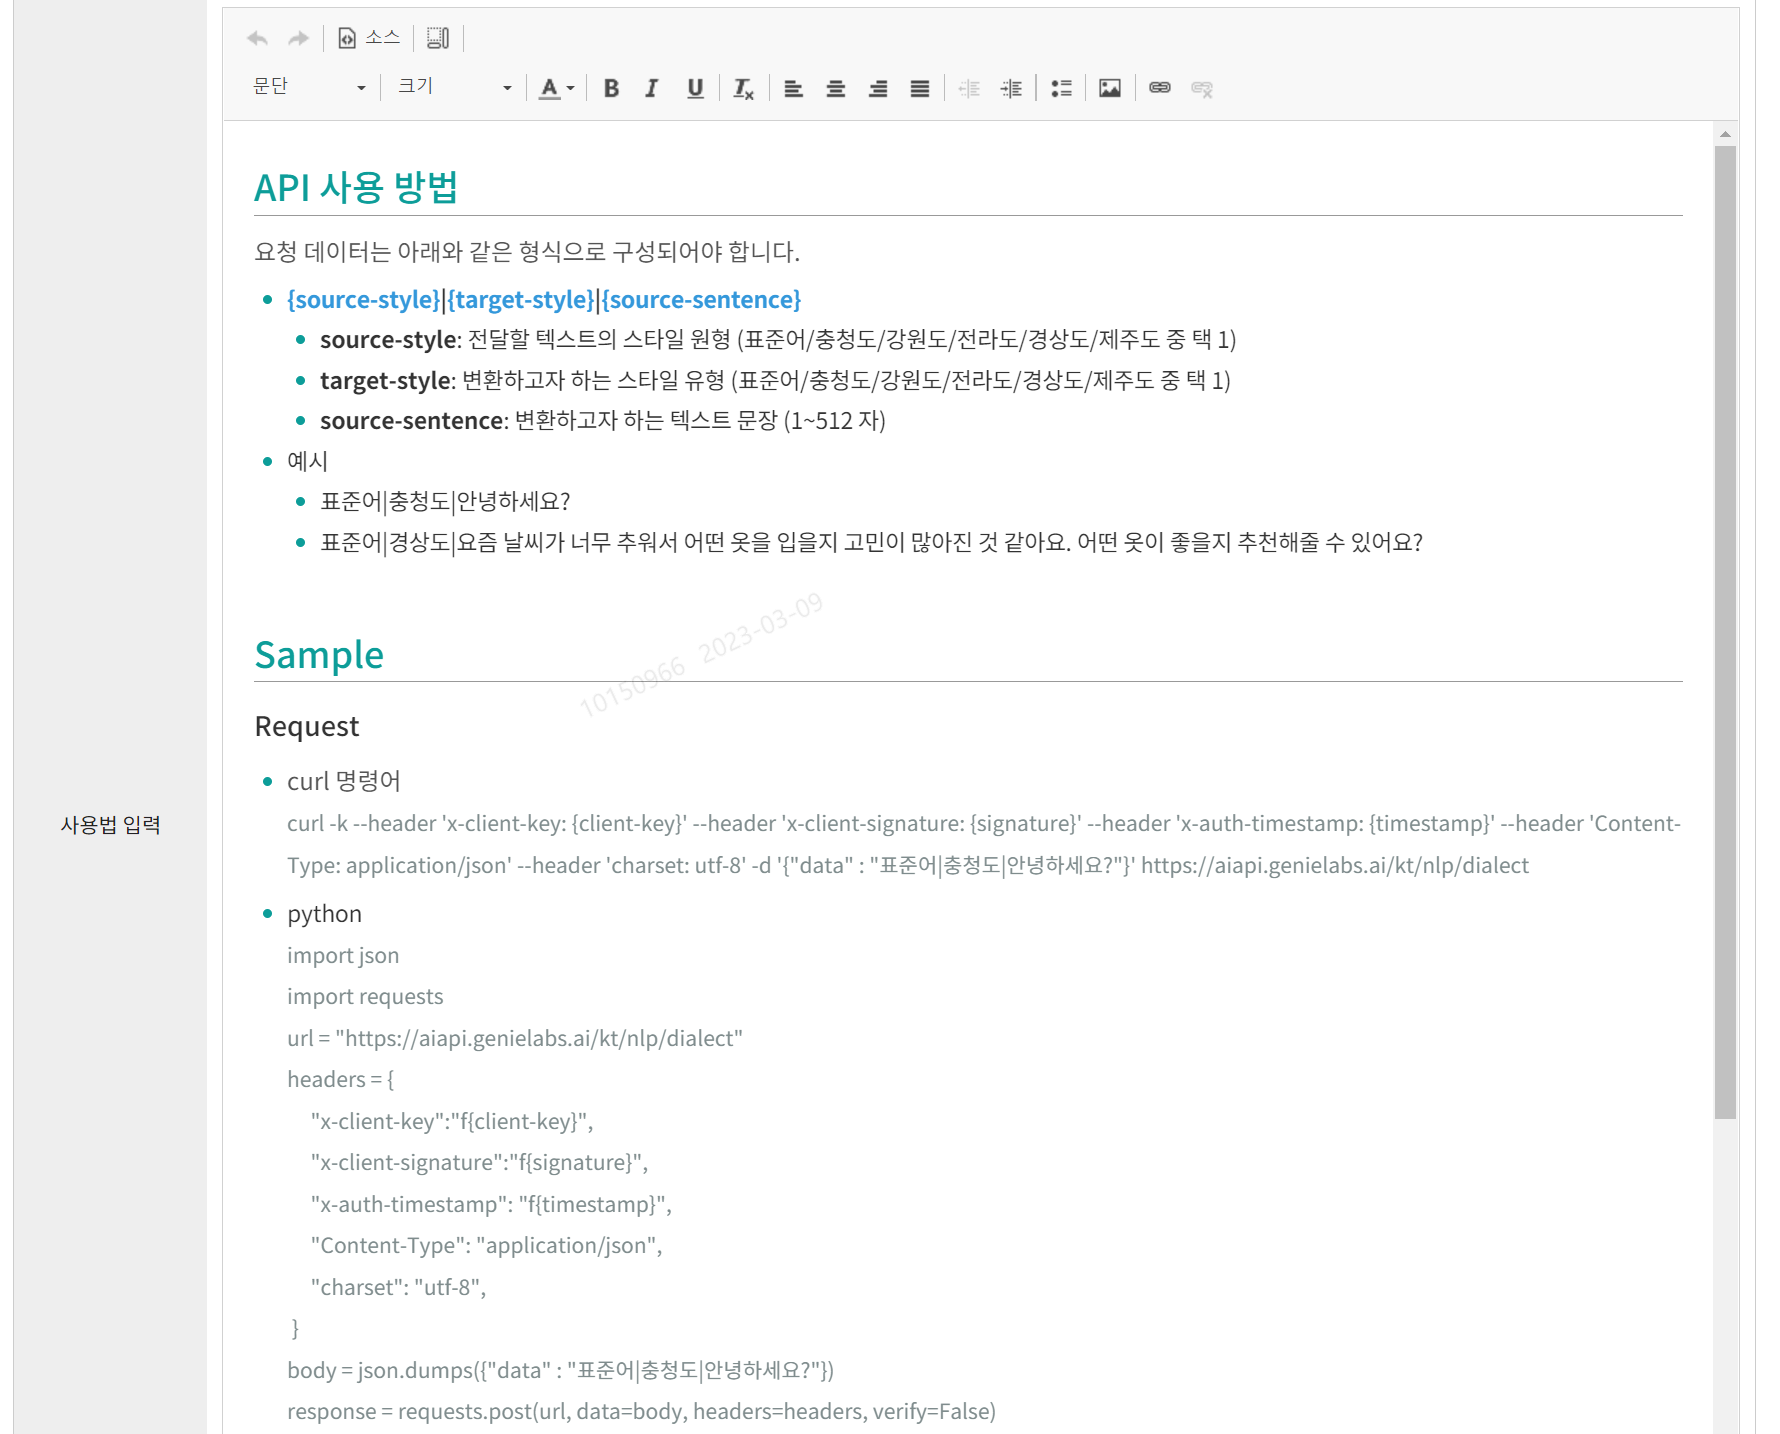 소스
문단 크기 A B I U Tx
API 사용 방법
요청 데이터는 아래와 같은 형식으로 구성되어야 합니다.
{source-style}|{target-style}|{source-sentence}
source-style: 전달할 텍스트의 스타일 원형 (표준어/충청도/강원도/전라도/경상도/제주도 중 택 1)
target-style: 변환하고자 하는 스타일 유형 (표준어/충청도/강원도/전라도/경상도/제주도 중 택 1)
source-sentence: 변환하고자 하는 텍스트 문장 (1~512 자)
예시
표준어|충청도|안녕하세요?
표준어|경상도|요즘 날씨가 너무 추워서 어떤 옷을 입을지 고민이 많아진 것 같아요. 어떤 옷이 좋을지 추천해줄 수 있어요?
10150966 2023-03-09
Sample
Request
사용법 입력
curl 명령어
curl -k --header 'x-client-key: {client-key}' --header 'x-client-signature: {signature}' --header 'x-auth-timestamp: {timestamp}' --header 'Content-
Type: application/json' --header 'charset: utf-8' -d '{"data" : "표준어|충청도|안녕하세요?"}' https://aiapi.genielabs.ai/kt/nlp/dialect
python
import json
import requests
url = "https://aiapi.genielabs.ai/kt/nlp/dialect"
headers = {
"x-client-key":"f{client-key}",
"x-client-signature":"f{signature}",
"x-auth-timestamp": "f{timestamp}",
"Content-Type": "application/json",
"charset": "utf-8",
}
body = json.dumps({"data" : "표준어|충청도|안녕하세요?"})
response = requests.post(url, data=body, headers=headers, verify=False)